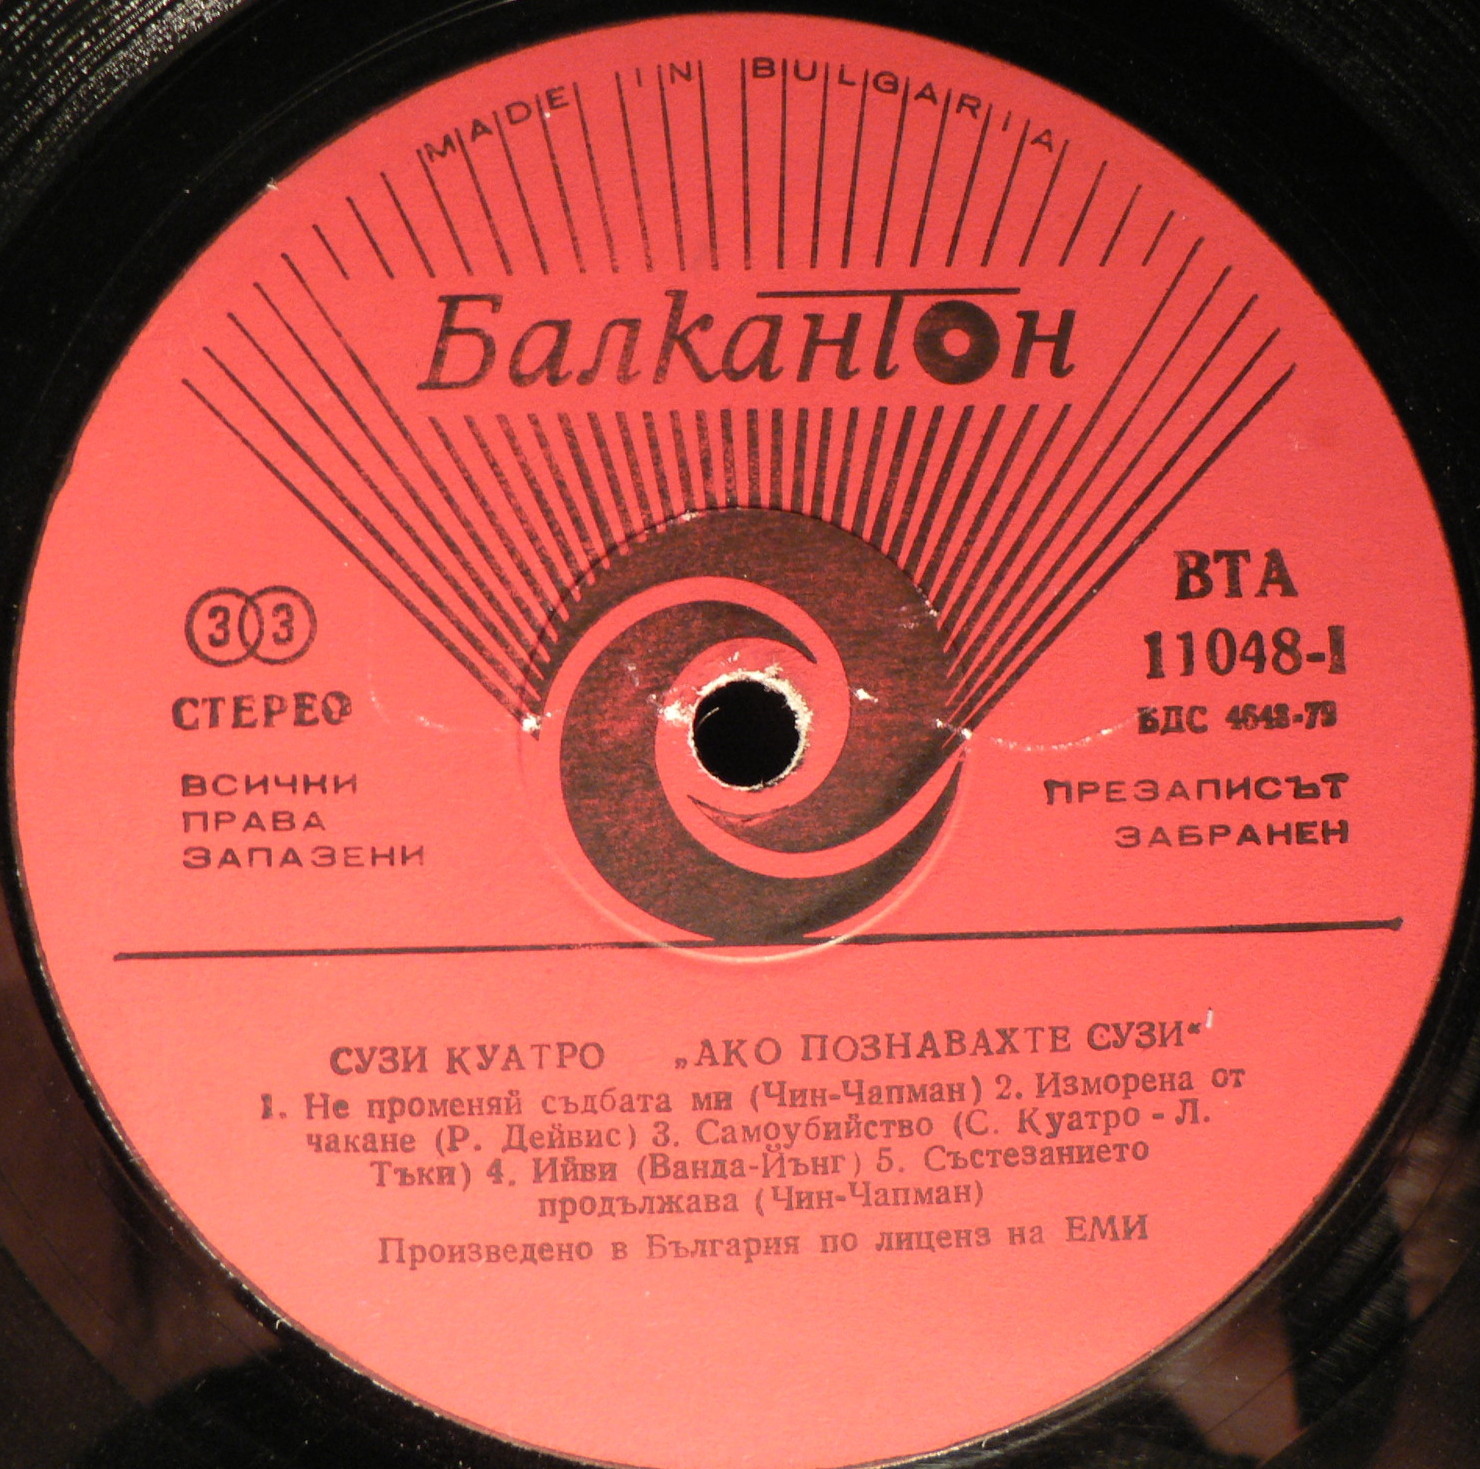 MADE IN BULGARIA
Балкантон
33
СТЕРЕО
ВСИЧКИ
ПРАВА
ЗАПАЗЕНИ
ВТА
11048-I
БДС 4648-79
ПРЕЗАПИСЪТ
ЗАБРАНЕН
СУЗИ КУАТРО „АКО ПОЗНАВАХТЕ СУЗИ“
1. Не променяй съдбата ми (Чин-Чапман) 2. Изморена от
чакане (Р. Дейвис) 3. Самоубийство (С. Куатро - Л.
Тъки) 4. Ийви (Ванда-Йънг) 5. Състезанието
продължава (Чин-Чапман)
Произведено в България по лиценз на ЕМИ